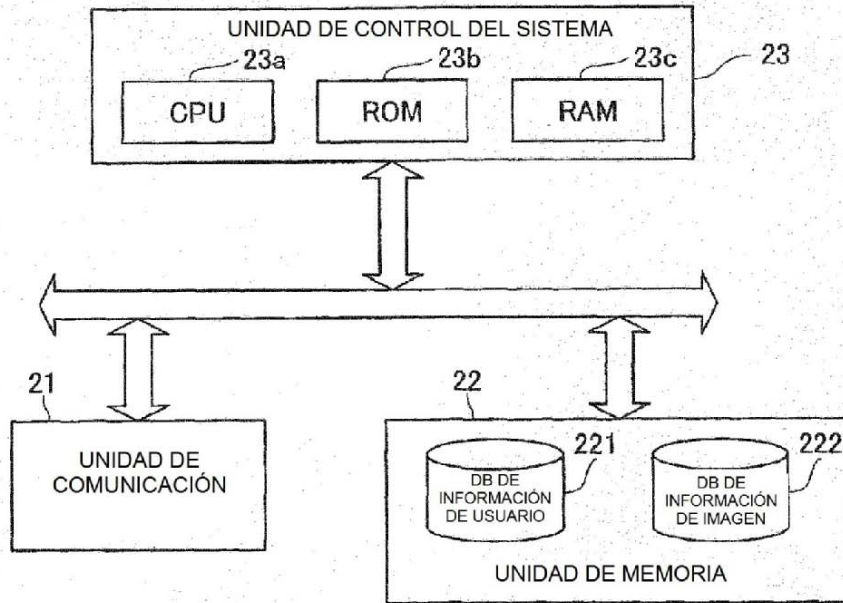 UNIDAD DE CONTROL DEL SISTEMA
23a
23b
23c
23
CPU
ROM
RAM
21
UNIDAD DE
COMUNICACIÓN
22
221
222
DB DE
INFORMACIÓN
DE USUARIO
DB DE
INFORMACIÓN
DE IMAGEN
UNIDAD DE MEMORIA